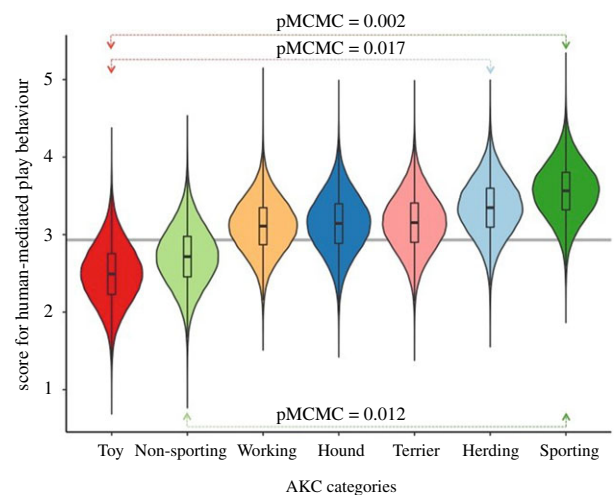 pMCMC = 0.002
pMCMC = 0.017
5
4
3
2
1
score for human-mediated play behaviour
pMCMC = 0.012
Toy Non-sporting Working Hound Terrier Herding Sporting
AKC categories